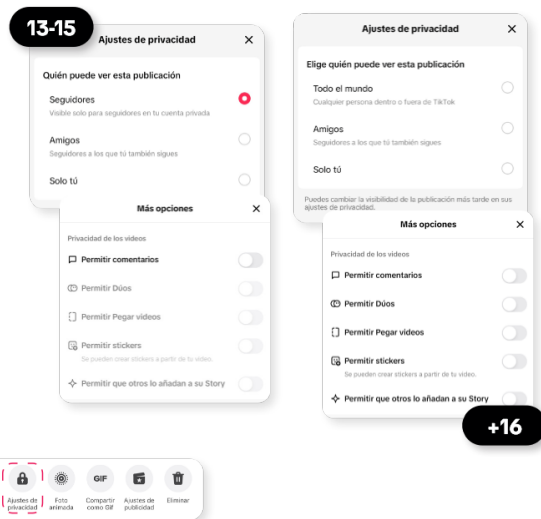 13-15
Ajustes de privacidad
Quién puede ver esta publicación
Seguidores
Visible solo para seguidores en tu cuenta privada
Amigos
Seguidores a los que tú también sigues
Solo tú
Más opciones
Privacidad de los videos
Permitir comentarios
Permitir Dúos
Permitir Pegar videos
Permitir stickers
Se pueden crear stickers a partir de tu video.
Permitir que otros lo añadan a su Story
Ajustes de privacidad
Elige quién puede ver esta publicación
Todo el mundo
Cualquier persona dentro o fuera de TikTok
Amigos
Seguidores a los que tú también sigues
Solo tú
Puedes cambiar la visibilidad de la publicación más tarde en sus
ajustes de privacidad.
Más opciones
Privacidad de los videos
Permitir comentarios
Permitir Dúos
Permitir Pegar videos
Permitir stickers
Se pueden crear stickers a partir de tu video.
Permitir que otros lo añadan a su Story
+16
GIF
Ajustes de
privacidad
Foto
animada
Compartir
como Gif
Ajustes de
publicidad
Eliminar